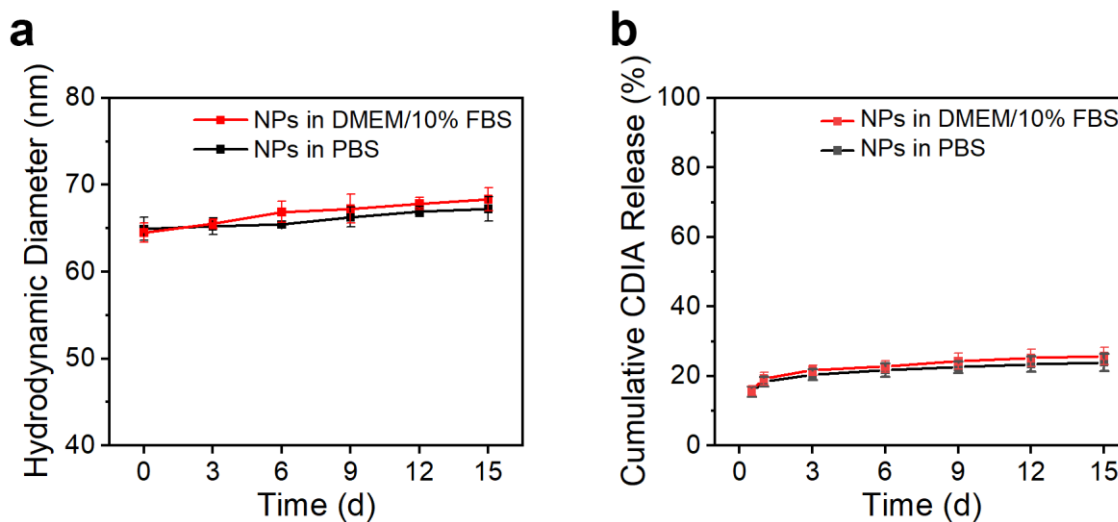 a
Hydrodynamic Diameter (nm)
80
70
60
50
40
NPs in DMEM/10% FBS
NPs in PBS
0 3 6 9 12 15
Time (d)
b
Cumulative CDIA Release (%)
100
80
60
40
20
0
NPs in DMEM/10% FBS
NPs in PBS
0 3 6 9 12 15
Time (d)